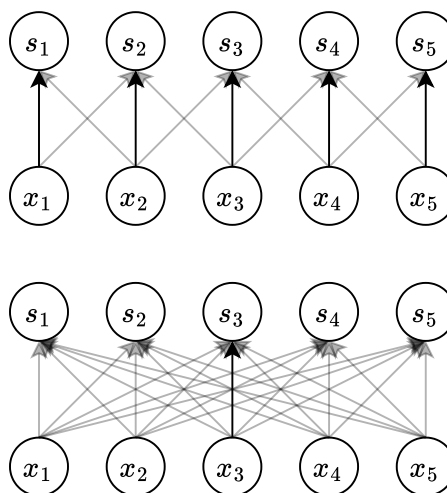 s₁ s₂ s₃ s₄ s₅
x₁ x₂ x₃ x₄ x₅
s₁ s₂ s₃ s₄ s₅
x₁ x₂ x₃ x₄ x₅